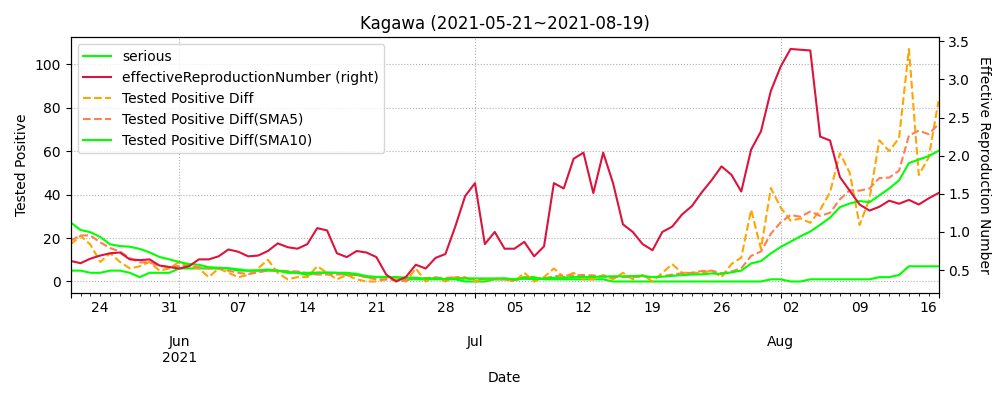 Kagawa (2021-05-21~2021-08-19)
serious
effectiveReproductionNumber (right)
Tested Positive Diff
Tested Positive Diff(SMA5)
Tested Positive Diff(SMA10)
Tested Positive
100
80
60
40
20
0
Effective Reproduction Number
3.5
3.0
2.5
2.0
1.5
1.0
0.5
24 31 07 14 21 28 05 12 19 26 02 09 16
Jun Jul Aug
2021
Date